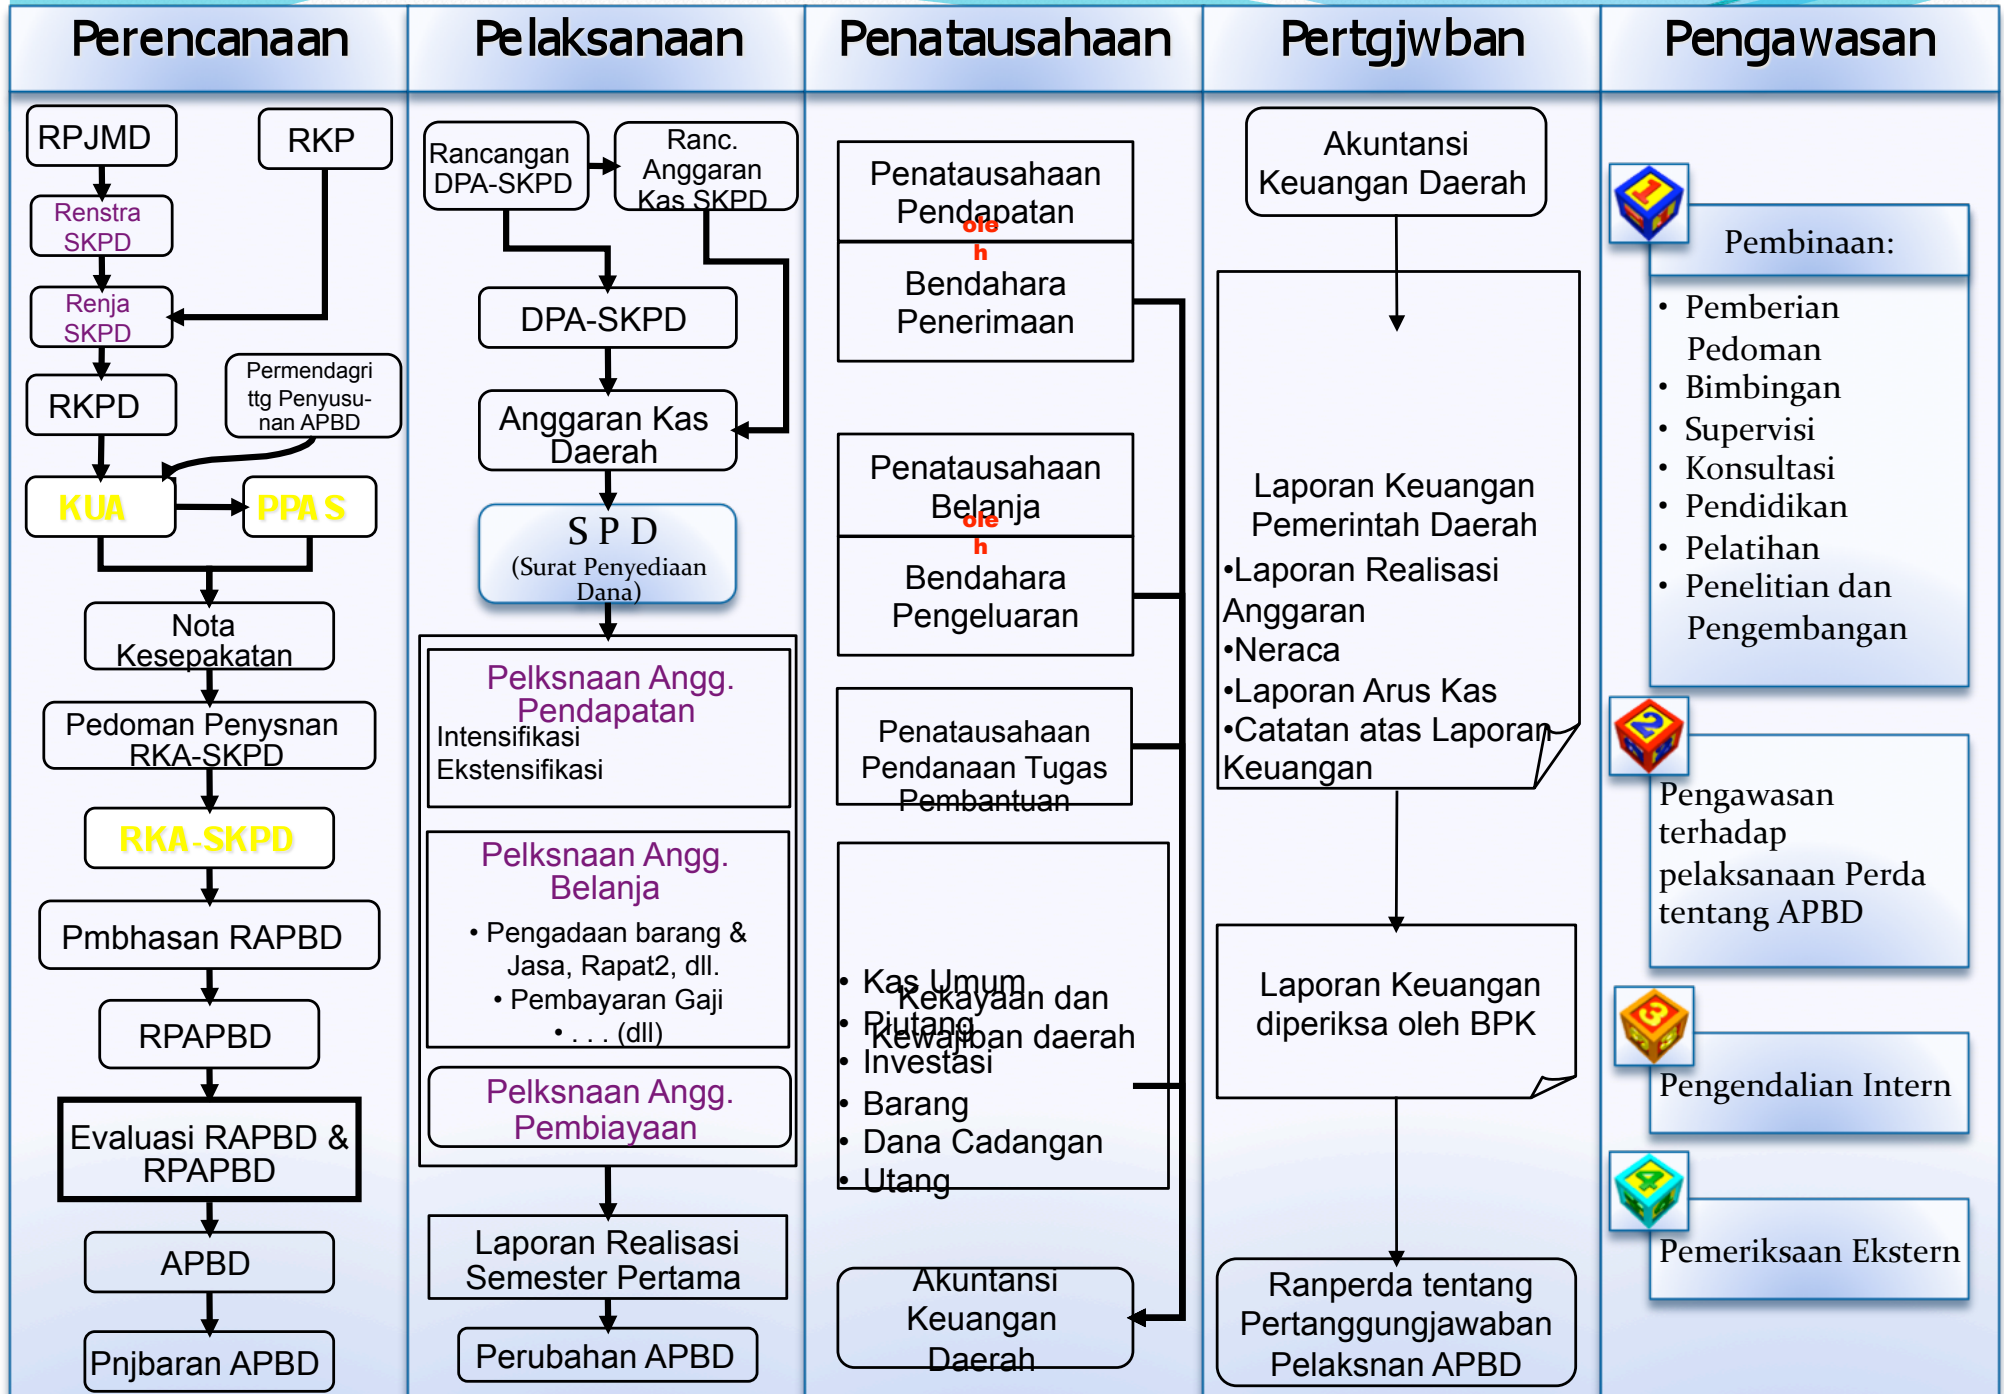 Perencanaan
RPJMD
RKP
Renstra
SKPD
Renja
SKPD
RKPD
Permendagri
ttg Penyusu-
nan APBD
KUA
PPAS
Nota
Kesepakatan
Pedoman Penysnan
RKA-SKPD
RKA-SKPD
Pmbhasan RAPBD
RPAPBD
Evaluasi RAPBD &
RPAPBD
APBD
Pnjbaran APBD
Pelaksanaan
Rancangan
DPA-SKPD
Ranc.
Anggaran
Kas SKPD
DPA-SKPD
Anggaran Kas
Daerah
S P D
(Surat Penyediaan
Dana)
Pelksnaan Angg.
Pendapatan
Intensifikasi
Ekstensifikasi
Pelksnaan Angg.
Belanja
• Pengadaan barang &
Jasa, Rapat2, dll.
• Pembayaran Gaji
• . . . (dll)
Pelksnaan Angg.
Pembiayaan
Laporan Realisasi
Semester Pertama
Perubahan APBD
Penatausahaan
Penatausahaan
Pendapatan
ole
h
Bendahara
Penerimaan
Penatausahaan
Belanja
ole
h
Bendahara
Pengeluaran
Penatausahaan
Pendanaan Tugas
Pembantuan
Kekayaan dan
Kewajiban daerah
• Kas Umum
• Piutang
• Investasi
• Barang
• Dana Cadangan
• Utang
Akuntansi
Keuangan
Daerah
Pertgjwban
Akuntansi
Keuangan Daerah
Laporan Keuangan
Pemerintah Daerah
•Laporan Realisasi
Anggaran
•Neraca
•Laporan Arus Kas
•Catatan atas Laporan
Keuangan
Laporan Keuangan
diperiksa oleh BPK
Ranperda tentang
Pertanggungjawaban
Pelaksnan APBD
Pengawasan
1
Pembinaan:
• Pemberian
Pedoman
• Bimbingan
• Supervisi
• Konsultasi
• Pendidikan
• Pelatihan
• Penelitian dan
Pengembangan
2
Pengawasan
terhadap
pelaksanaan Perda
tentang APBD
3
Pengendalian Intern
4
Pemeriksaan Ekstern